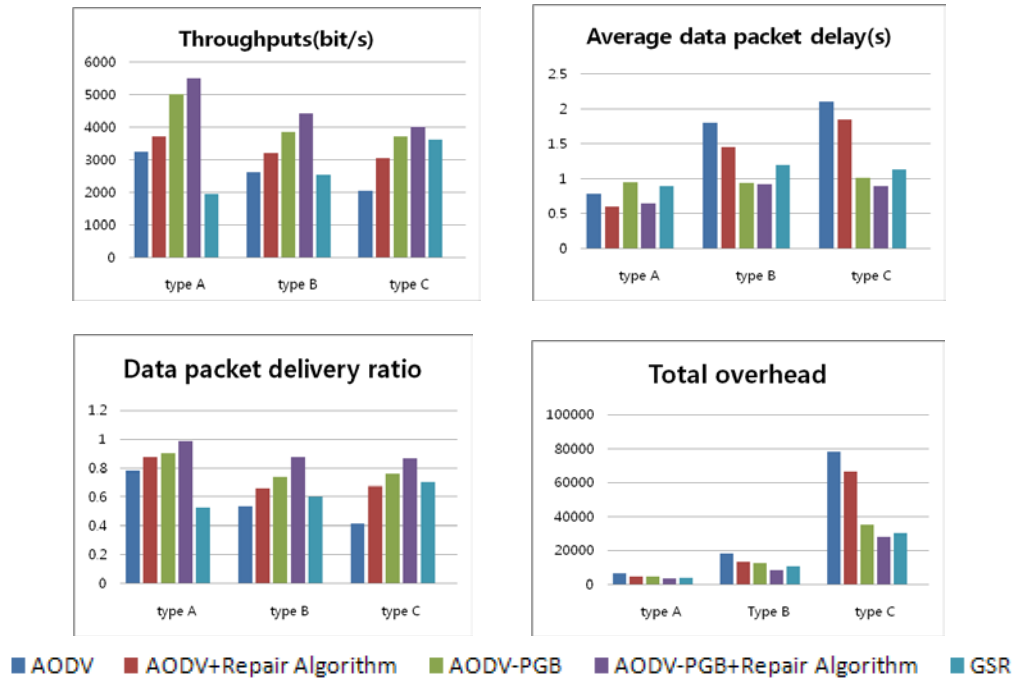 Throughputs(bit/s)
6000
5000
4000
3000
2000
1000
0
type A type B type C
Average data packet delay(s)
2.5
2
1.5
1
0.5
0
type A type B type C
Data packet delivery ratio
1.2
1
0.8
0.6
0.4
0.2
0
type A type B type C
Total overhead
100000
80000
60000
40000
20000
0
type A Type B type C
AODV AODV+Repair Algorithm AODV-PGB AODV-PGB+Repair Algorithm GSR